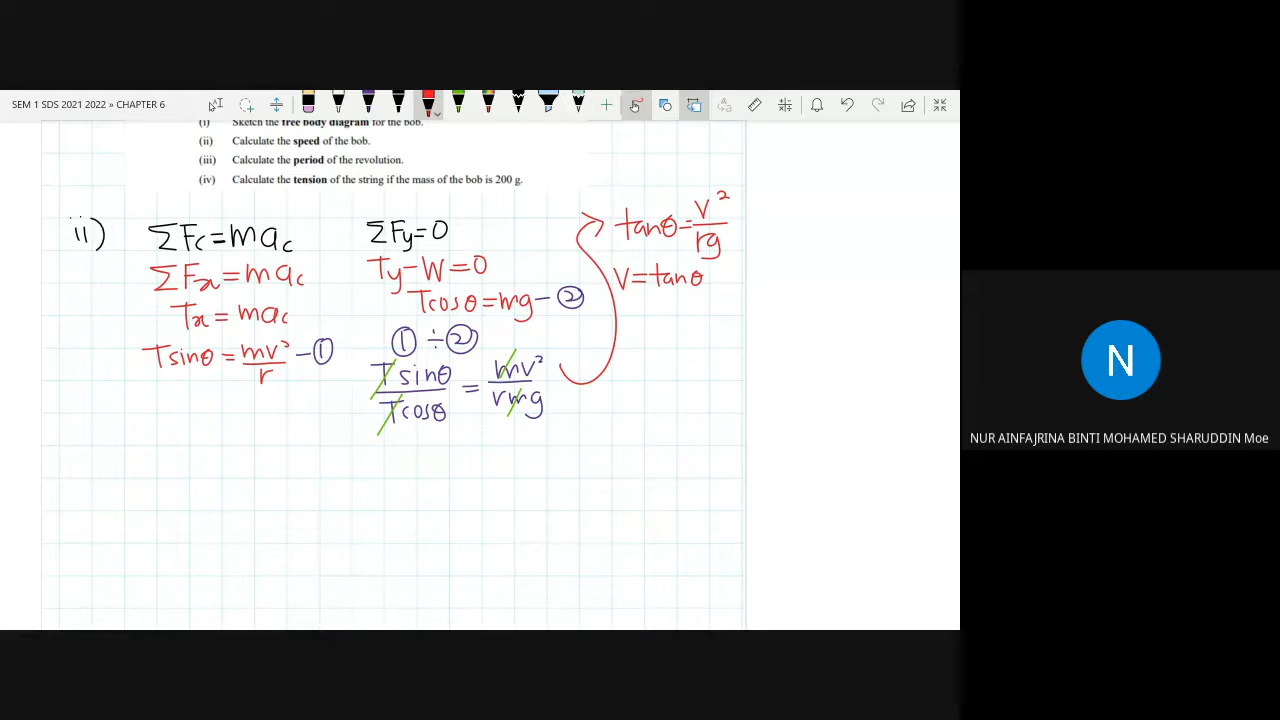 SEM 1 SDS 2021 2022 » CHAPTER 6
(i) Sketch the free body diagram for the bob.
(ii) Calculate the speed of the bob.
(iii) Calculate the period of the revolution.
(iv) Calculate the tension of the string if the mass of the bob is 200 g.
ii)
ΣFc = mac
ΣFx = mac
Tx = mac
Tsinθ = mv²/r – ①
ΣFy = 0
Ty – W = 0
Tcosθ = mg – ②
① ÷ ②
Tsinθ/Tcosθ = mv²/rmg
tanθ = v²/rg
V = tanθ
N
NUR AINFAJRINA BINTI MOHAMED SHARUDDIN Moe